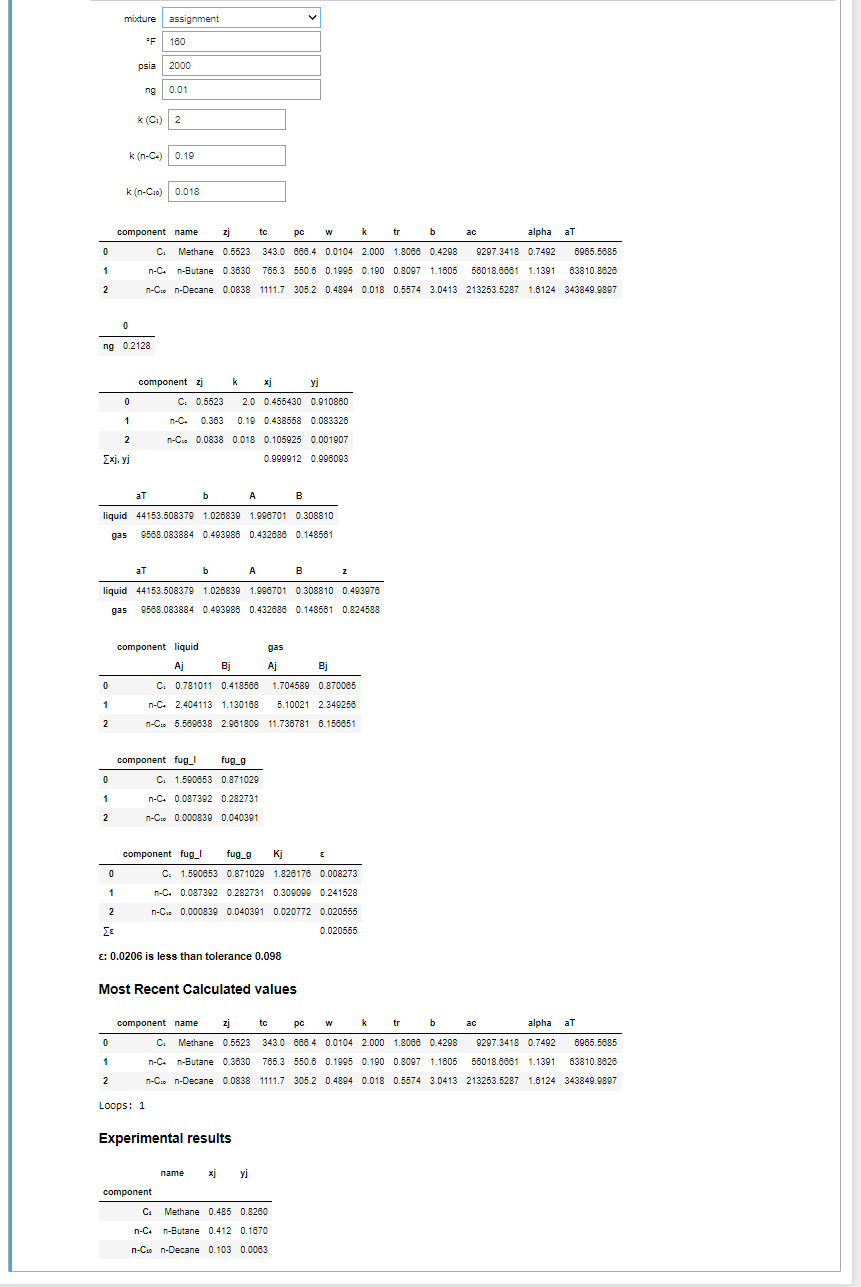 mixture assignment
°F 160
psia 2000
ng 0.01
k (C₁) 2
k (n-C₄) 0.19
k (n-C₁₀) 0.018
component name zj tc pc w k tr b ac alpha aT
0 C₁ Methane 0.5523 343.0 666.4 0.0104 2.000 1.8066 0.4298 9297.3418 0.7492 6965.5685
1 n-C₄ n-Butane 0.3630 765.3 550.6 0.1995 0.190 0.8097 1.1605 56018.6661 1.1391 63810.8626
2 n-C₁₀ n-Decane 0.0838 1111.7 305.2 0.4894 0.018 0.5574 3.0413 213253.5287 1.6124 343849.9897
0
ng 0.2128
component zj k xj yj
0 C₁ 0.5523 2.0 0.455430 0.910860
1 n-C₄ 0.363 0.19 0.438558 0.083326
2 n-C₁₀ 0.0838 0.018 0.105925 0.001907
∑xj, yj 0.999912 0.996093
aT b A B
liquid 44153.508379 1.026839 1.996701 0.308810
gas 9568.083884 0.493986 0.432686 0.148561
aT b A B z
liquid 44153.508379 1.026839 1.996701 0.308810 0.493976
gas 9568.083884 0.493986 0.432686 0.148561 0.824588
component liquid gas
Aj Bj Aj Bj
0 C₁ 0.781011 0.418566 1.704589 0.870065
1 n-C₄ 2.404113 1.130168 5.10021 2.349256
2 n-C₁₀ 5.569638 2.961809 11.736781 6.156651
component fug_l fug_g
0 C₁ 1.590653 0.871029
1 n-C₄ 0.087392 0.282731
2 n-C₁₀ 0.000839 0.040391
component fug_l fug_g Kj ε
0 C₁ 1.590653 0.871029 1.826176 0.008273
1 n-C₄ 0.087392 0.282731 0.309099 0.241528
2 n-C₁₀ 0.000839 0.040391 0.020772 0.020555
∑ε 0.020555
ε: 0.0206 is less than tolerance 0.098
Most Recent Calculated values
component name zj tc pc w k tr b ac alpha aT
0 C₁ Methane 0.5523 343.0 666.4 0.0104 2.000 1.8066 0.4298 9297.3418 0.7492 6965.5685
1 n-C₄ n-Butane 0.3630 765.3 550.6 0.1995 0.190 0.8097 1.1605 56018.6661 1.1391 63810.8626
2 n-C₁₀ n-Decane 0.0838 1111.7 305.2 0.4894 0.018 0.5574 3.0413 213253.5287 1.6124 343849.9897
Loops: 1
Experimental results
name xj yj
component
C₁ Methane 0.485 0.8260
n-C₄ n-Butane 0.412 0.1670
n-C₁₀ n-Decane 0.103 0.0063